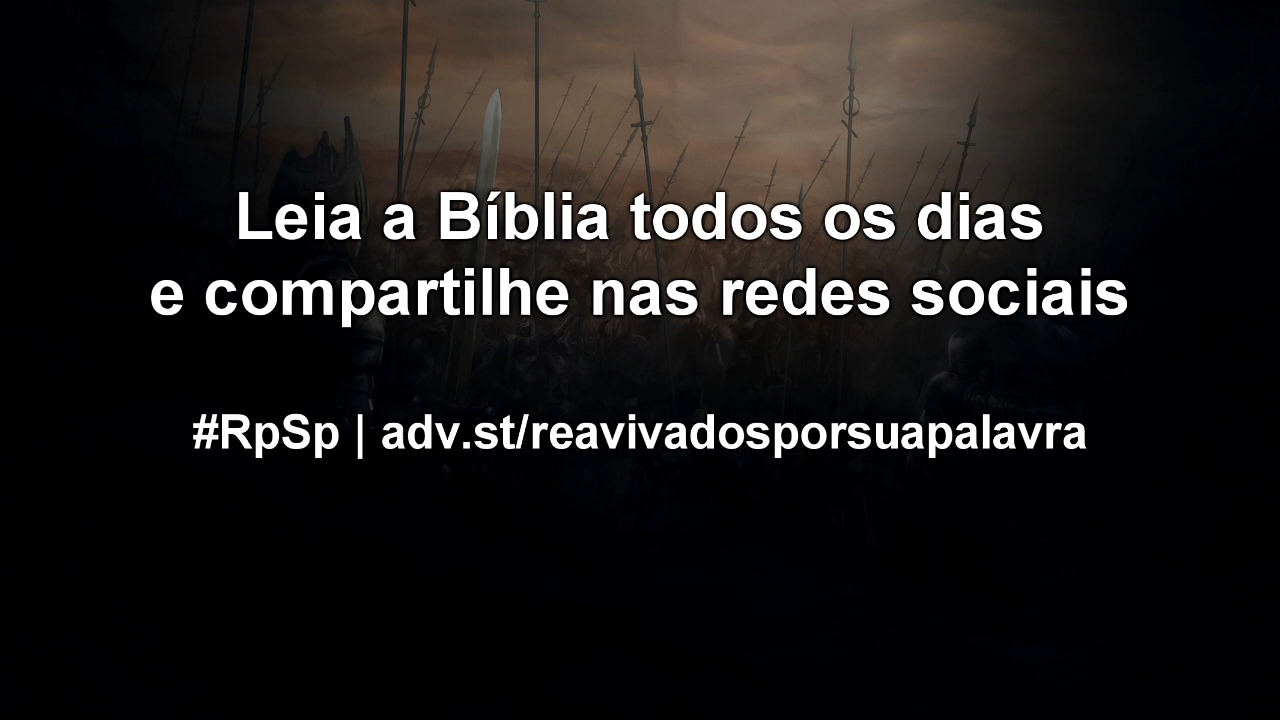 Leia a Bíblia todos os dias
e compartilhe nas redes sociais
#RpSp | adv.st/reavivadosporsuapalavra